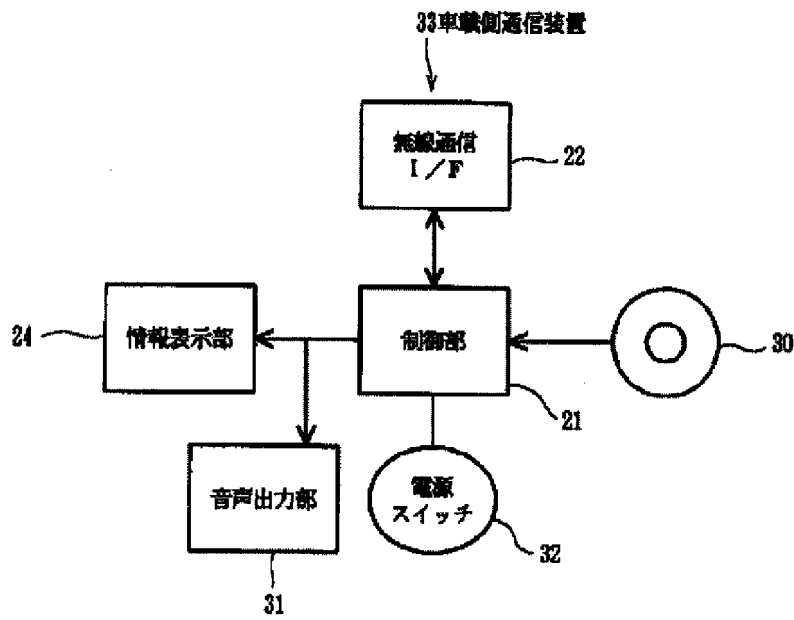 33車載側通信装置
無線通信
I／F
22
24
情報表示部
制御部
30
21
音声出力部
電源
スイッチ
32
31